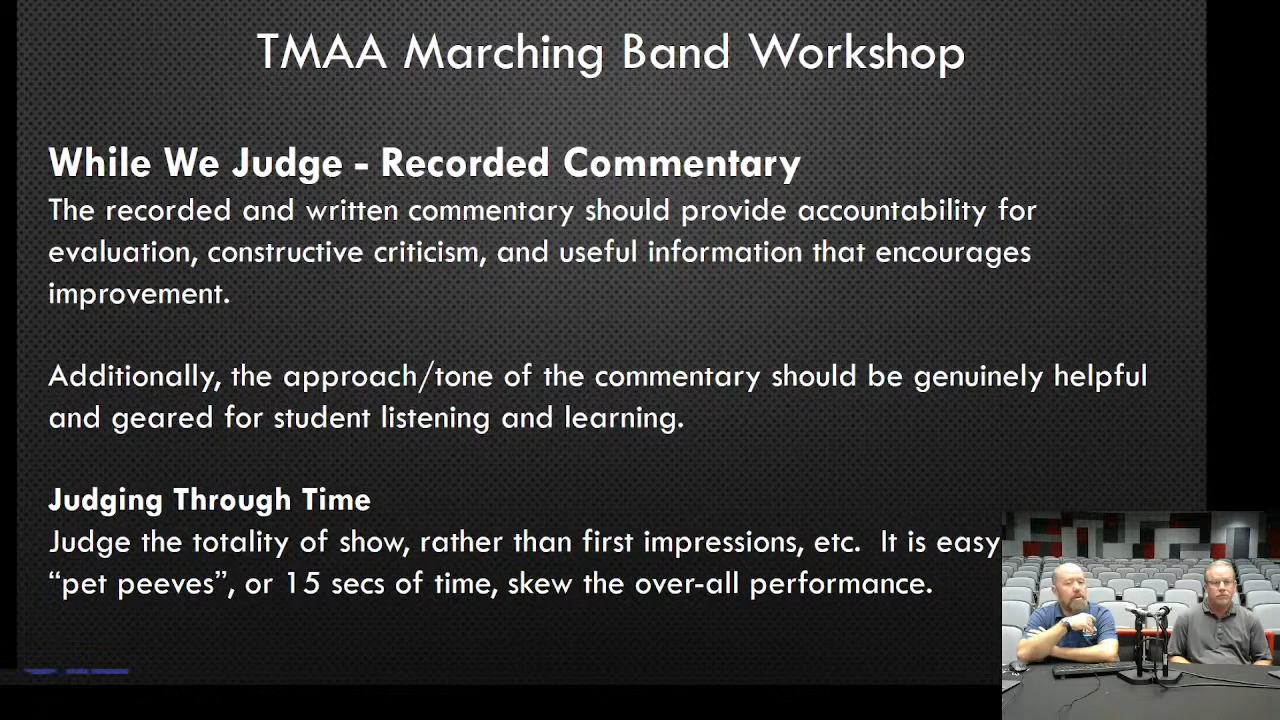 TMAA Marching Band Workshop
While We Judge - Recorded Commentary
The recorded and written commentary should provide accountability for
evaluation, constructive criticism, and useful information that encourages
improvement.
Additionally, the approach/tone of the commentary should be genuinely helpful
and geared for student listening and learning.
Judging Through Time
Judge the totality of show, rather than first impressions, etc.  It is easy
“pet peeves”, or 15 secs of time, skew the over-all performance.